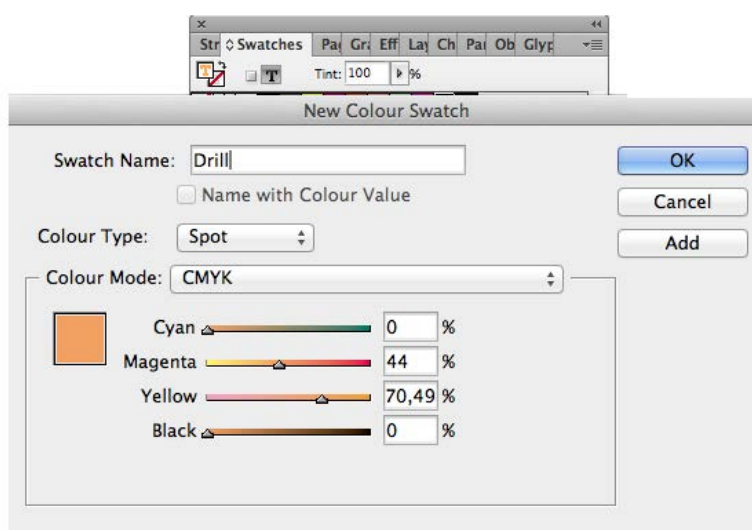 Str Swatches Pa Gra Eff Lay Ch Par Ob Glyp
T T Tint: 100 %
New Colour Swatch
Swatch Name: Drill OK
Name with Colour Value Cancel
Colour Type: Spot Add
Colour Mode: CMYK
Cyan 0 %
Magenta 44 %
Yellow 70,49 %
Black 0 %